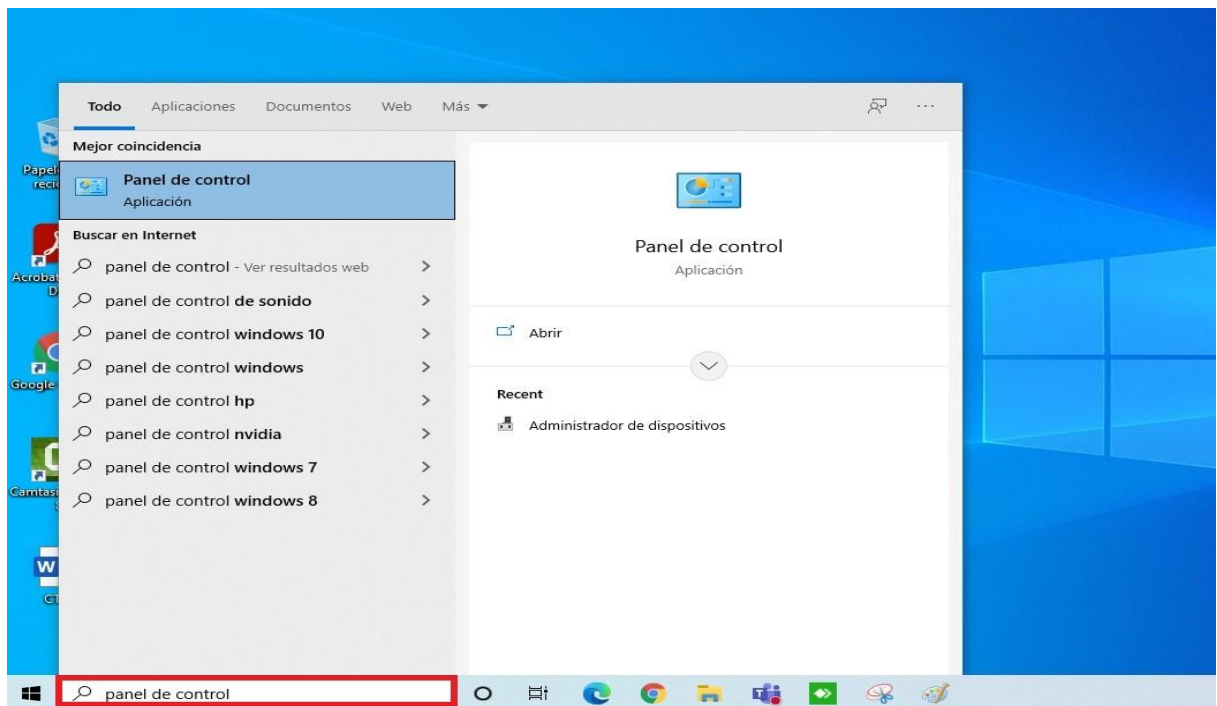 Todo Aplicaciones Documentos Web Más
Mejor coincidencia
Panel de control
Aplicación
Buscar en Internet
panel de control - Ver resultados web
panel de control de sonido
panel de control windows 10
panel de control windows
panel de control hp
panel de control nvidia
panel de control windows 7
panel de control windows 8
Panel de control
Aplicación
Abrir
Recent
Administrador de dispositivos
Google
W
panel de control